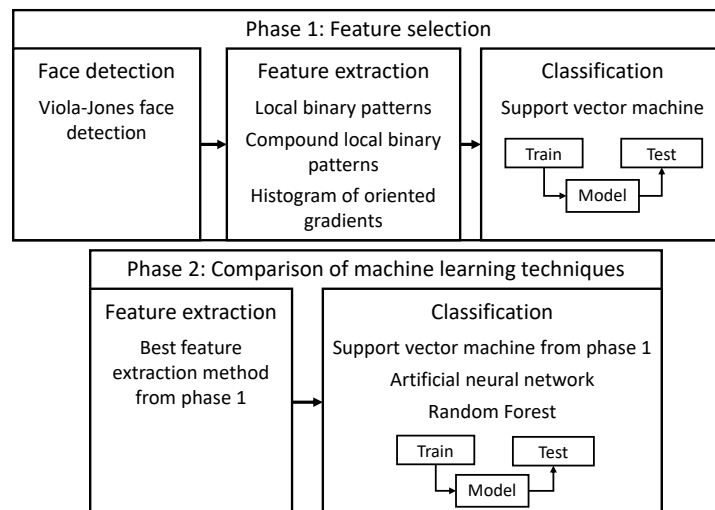 Phase 1: Feature selection
Face detection
Viola-Jones face
detection
Feature extraction
Local binary patterns
Compound local binary
patterns
Histogram of oriented
gradients
Classification
Support vector machine
Train
Test
Model
Phase 2: Comparison of machine learning techniques
Feature extraction
Best feature
extraction method
from phase 1
Classification
Support vector machine from phase 1
Artificial neural network
Random Forest
Train
Test
Model